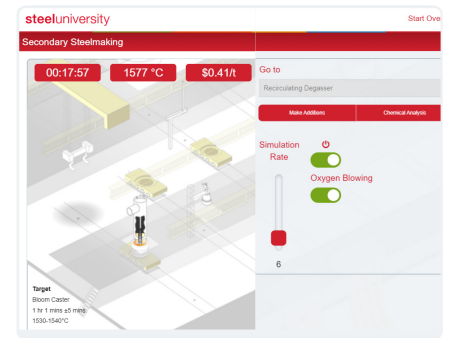 steeluniversity
Start Ove
Secondary Steelmaking
00:17:57
1577 °C
$0.41/t
Go to
Recirculating Degasser
Make Additions
Chemical Analysis
Simulation
Rate
Oxygen Blowing
6
Target
Bloom Caster
1 hr 1 mins ±5 mins
1530-1540°C